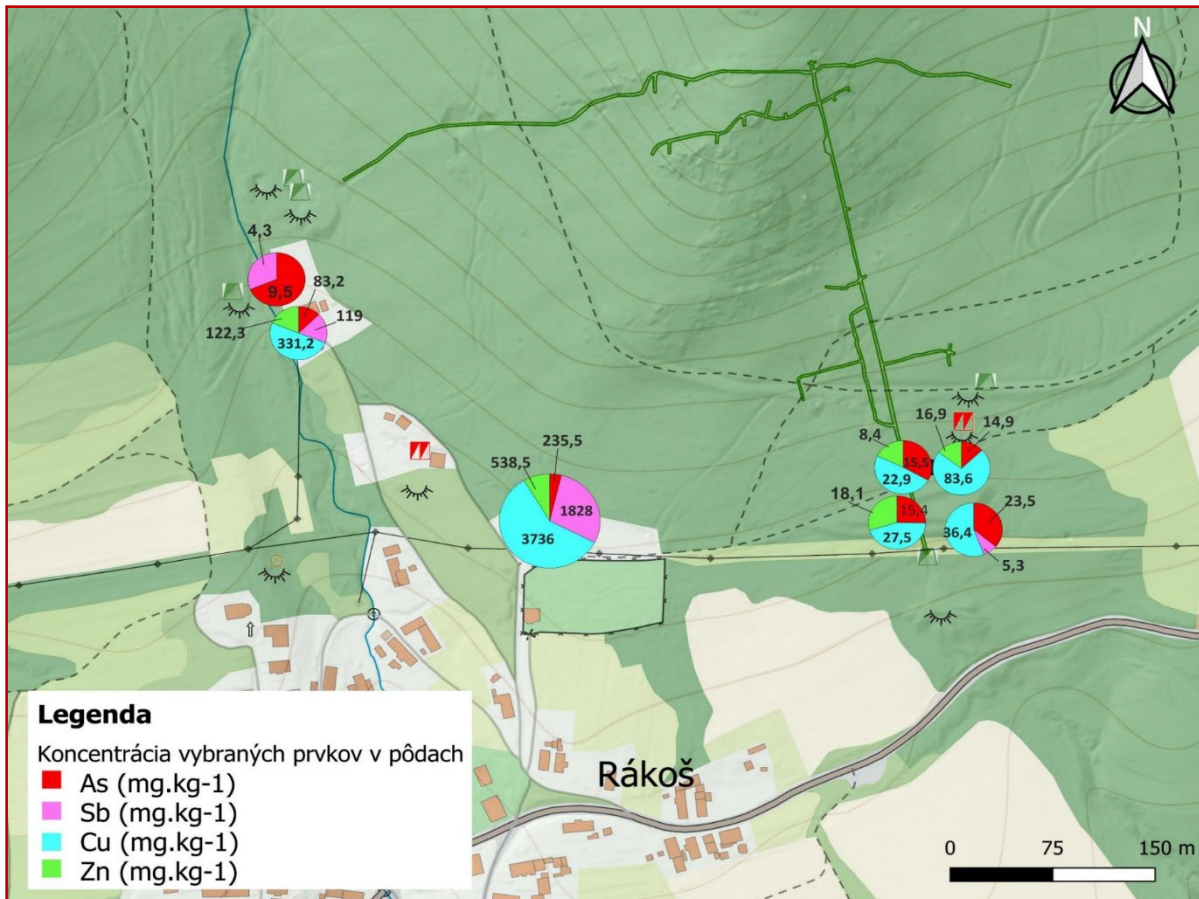 N
4,3
9,5
83,2
122,3
119
331,2
235,5
538,5
1828
3736
16,9
14,9
8,4
15,5
22,9
83,6
18,1
15,4
23,5
36,4
27,5
5,3
Rákoš
Legenda
Koncentrácia vybraných prvkov v pôdach
As (mg.kg-1)
Sb (mg.kg-1)
Cu (mg.kg-1)
Zn (mg.kg-1)
0 75 150 m